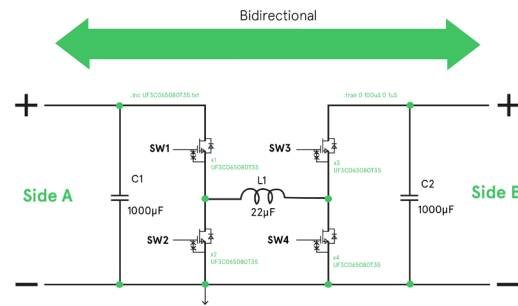 Bidirectional
.inc UF3C065080T3S.txt
.tran 0 100uS 0.1uS
+
+
SW1
SW3
x1
UF3C065080T3S
x3
UF3C065080T3S
Side A
C1
1000µF
L1
22µF
C2
1000µF
Side B
SW2
SW4
x2
UF3C065080T3S
x4
UF3C065080T3S